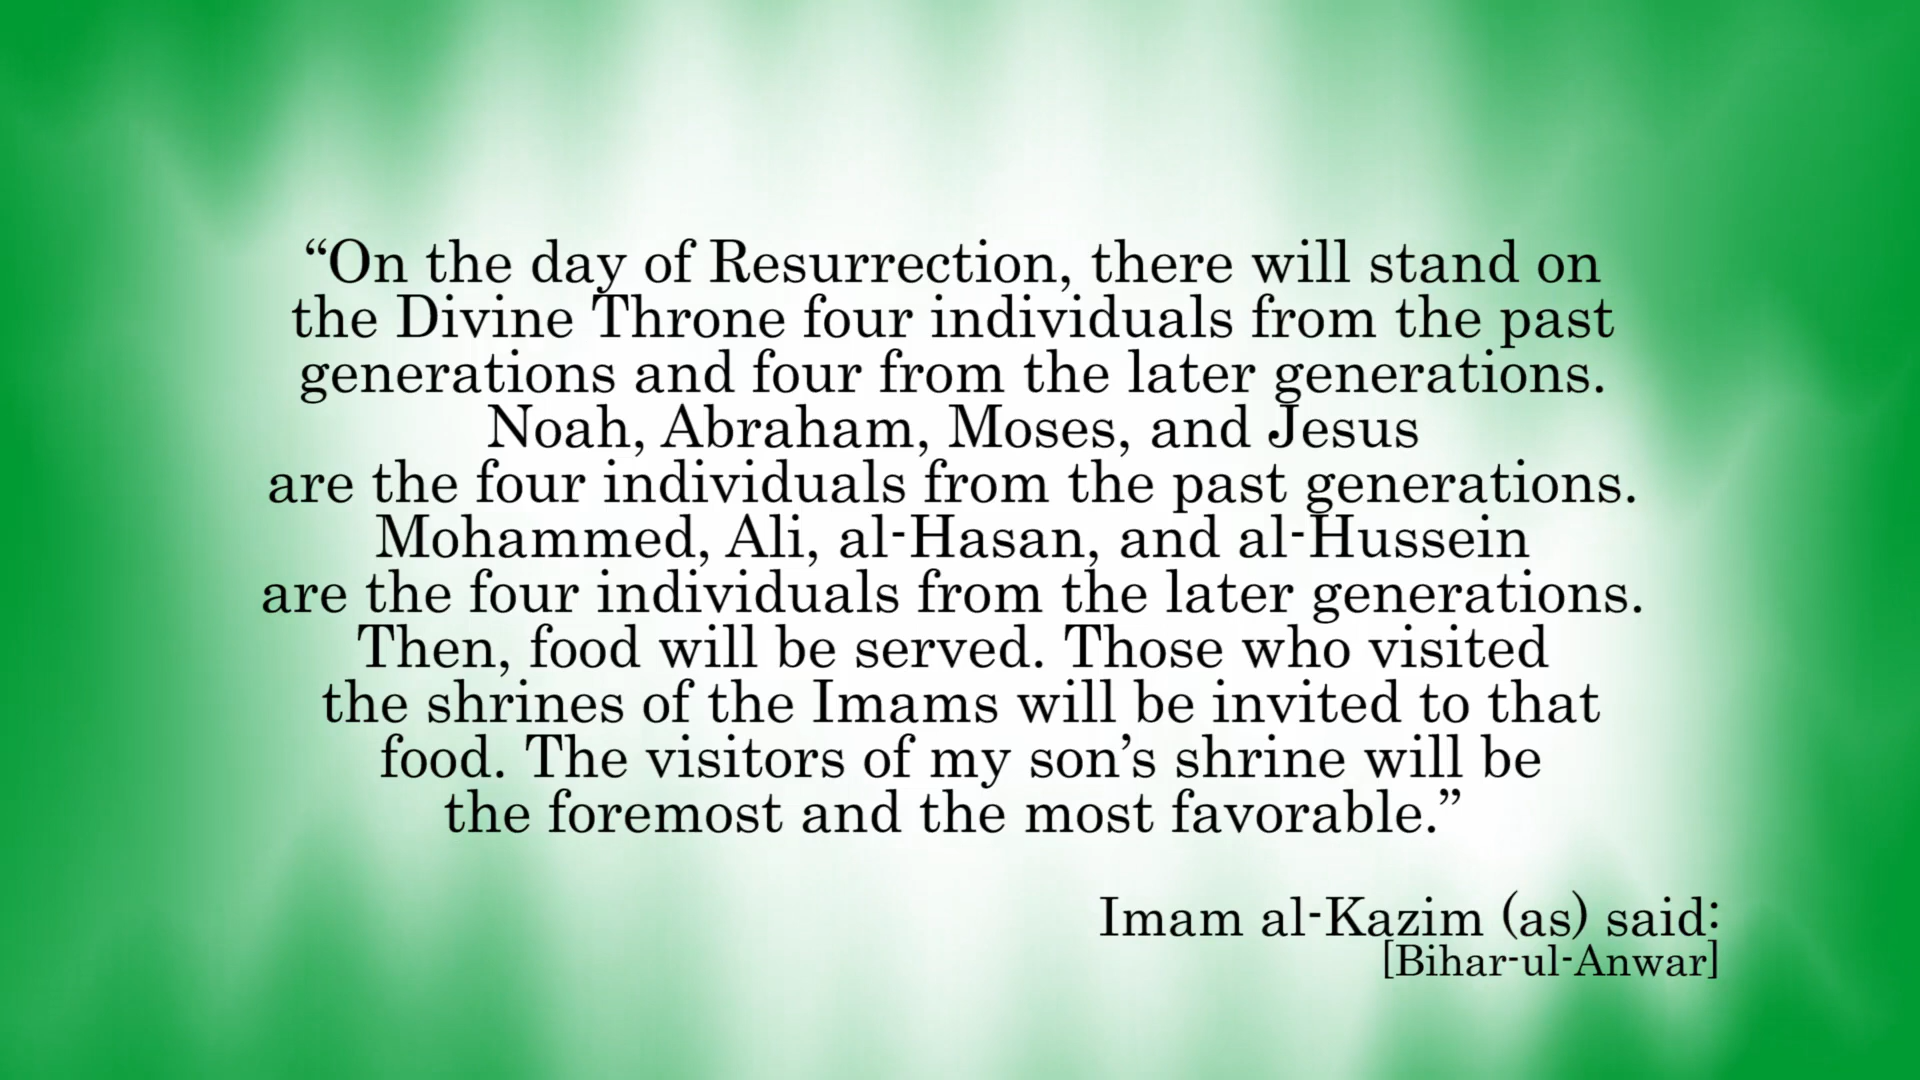 “On the day of Resurrection, there will stand on
the Divine Throne four individuals from the past
generations and four from the later generations.
Noah, Abraham, Moses, and Jesus
are the four individuals from the past generations.
Mohammed, Ali, al-Hasan, and al-Hussein
are the four individuals from the later generations.
Then, food will be served. Those who visited
the shrines of the Imams will be invited to that
food. The visitors of my son’s shrine will be
the foremost and the most favorable.”
Imam al-Kazim (as) said:
[Bihar-ul-Anwar]